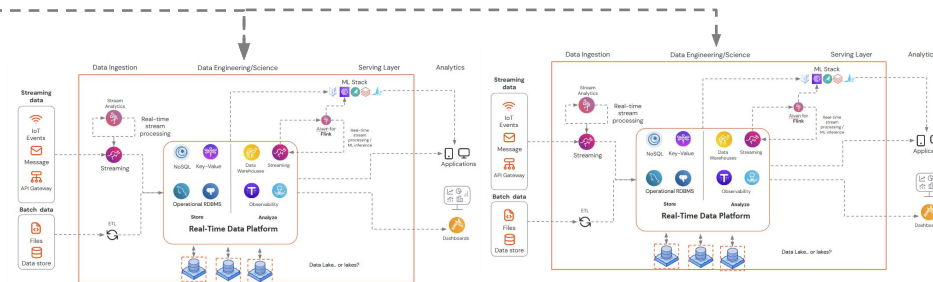 Data Ingestion
Data Engineering/Science
Serving Layer
Analytics
ML Stack
Streaming data
IoT Events
Message
API Gateway
Batch data
Files
Data store
Stream Analytics
Real-time stream processing
Streaming
ETL
Aiven for Flink
Real-time stream processing / ML inference
NoSQL
Key-Value
Data Warehouses
Streaming
Operational RDBMS
Observability
Store
Analyze
Real-Time Data Platform
Data Lake... or lakes?
Applications
Dashboards
Data Ingestion
Data Engineering/Science
Serving Layer
Analytic
ML Stack
Streaming data
IoT Events
Message
API Gateway
Batch data
Files
Data store
Stream Analytics
Real-time stream processing
Streaming
ETL
Aiven for Flink
Real-time stream processing / ML inference
NoSQL
Key-Value
Data Warehouses
Streaming
Operational RDBMS
Observability
Store
Analyze
Real-Time Data Platform
Data Lake... or lakes?
Applica
Dashboard